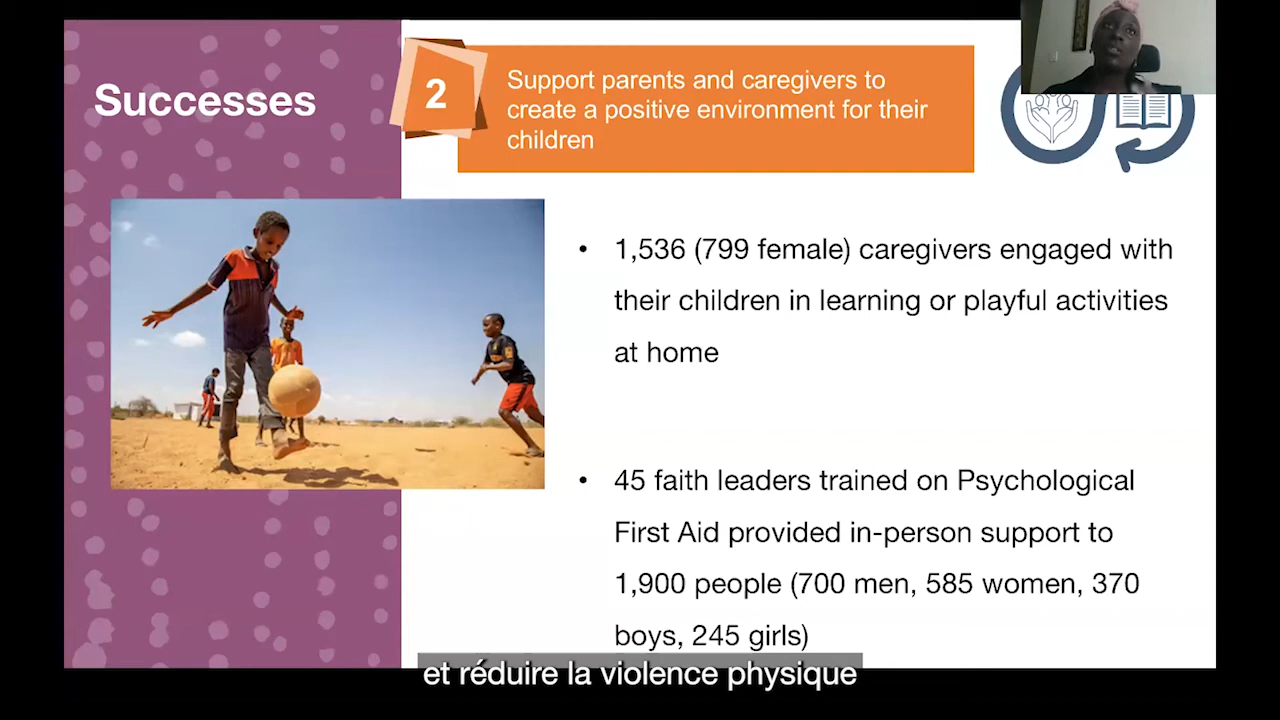 Successes
2
Support parents and caregivers to
create a positive environment for their
children
• 1,536 (799 female) caregivers engaged with
their children in learning or playful activities
at home
• 45 faith leaders trained on Psychological
First Aid provided in-person support to
1,900 people (700 men, 585 women, 370
boys, 245 girls)
et réduire la violence physique